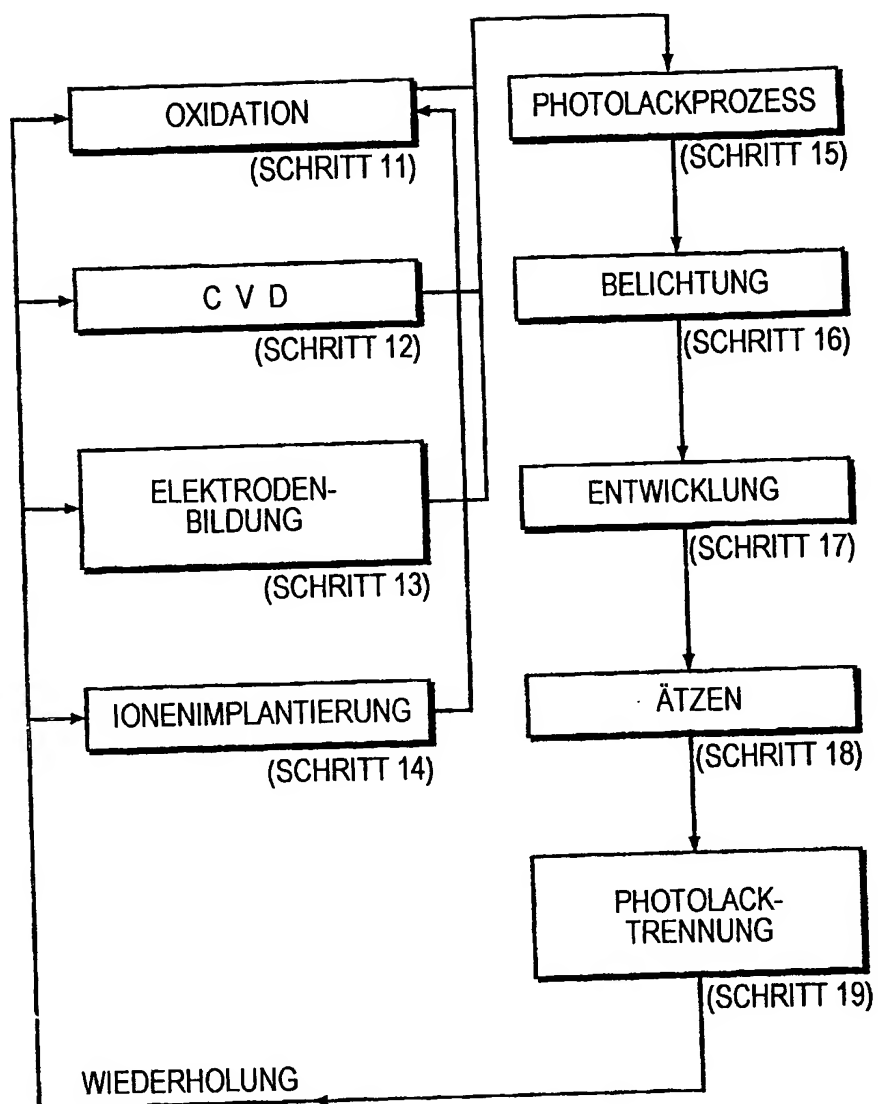 OXIDATION
(SCHRITT 11)
C V D
(SCHRITT 12)
ELEKTRODEN-
BILDUNG
(SCHRITT 13)
IONENIMPLANTIERUNG
(SCHRITT 14)
PHOTOLACKPROZESS
(SCHRITT 15)
BELICHTUNG
(SCHRITT 16)
ENTWICKLUNG
(SCHRITT 17)
ÄTZEN
(SCHRITT 18)
PHOTOLACK-
TRENNUNG
(SCHRITT 19)
WIEDERHOLUNG